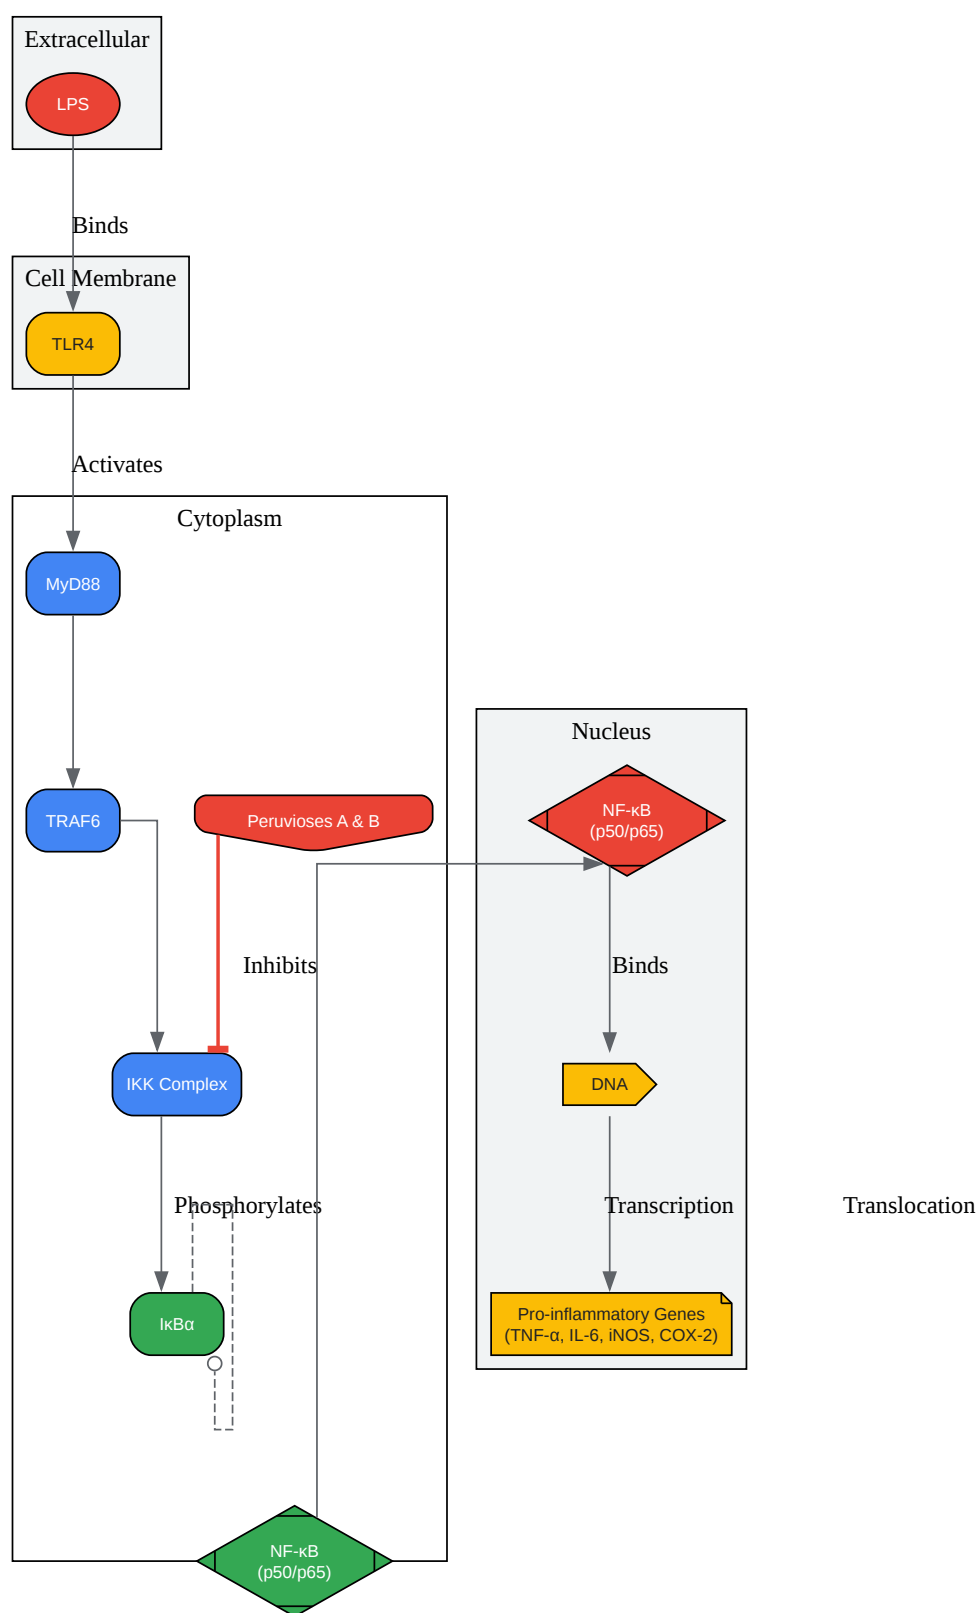 Extracellular
LPS
Binds
Cell Membrane
TLR4
Activates
Cytoplasm
MyD88
Nucleus
TRAF6
Peruvioses A & B
NF-κB
(p50/p65)
Inhibits
Binds
IKK Complex
DNA
Phosphorylates
Transcription
Translocation
IκBα
Pro-inflammatory Genes
(TNF-α, IL-6, iNOS, COX-2)
NF-κB
(p50/p65)